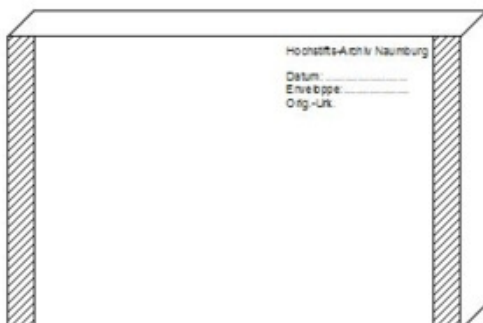 Hochstifts-Archiv Naumburg
Datum: ........................
Enveloppe: ...................
Orig.-Urk.